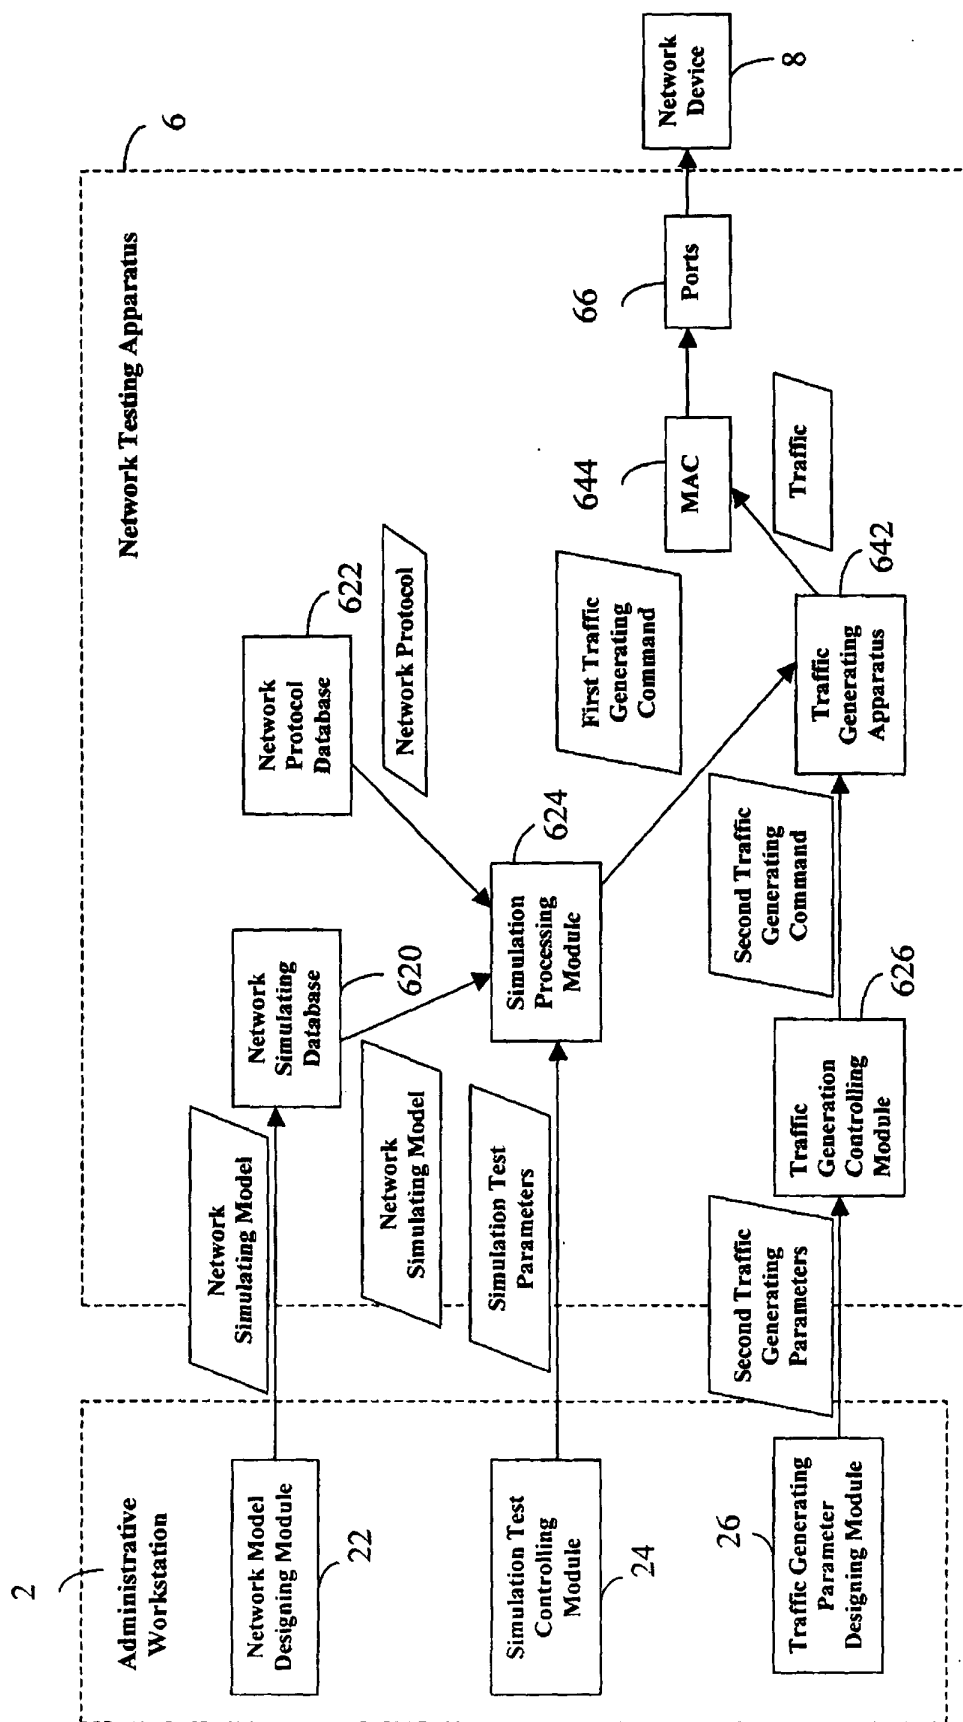 2
Administrative
Workstation
Network Model
Designing Module
22
Simulation Test
Controlling
Module
24
26
Traffic Generating
Parameter
Designing Module
Network Testing Apparatus
6
Network
Simulating Model
Network
Simulating
Database
620
Network
Simulating Model
Network
Protocol
Database
622
Network Protocol
Simulation Test
Parameters
Simulation
Processing
Module
624
First Traffic
Generating
Command
Second Traffic
Generating
Parameters
Traffic
Generation
Controlling
Module
626
Second Traffic
Generating
Command
Traffic
Generating
Apparatus
642
Traffic
644
MAC
66
Ports
Network
Device
8